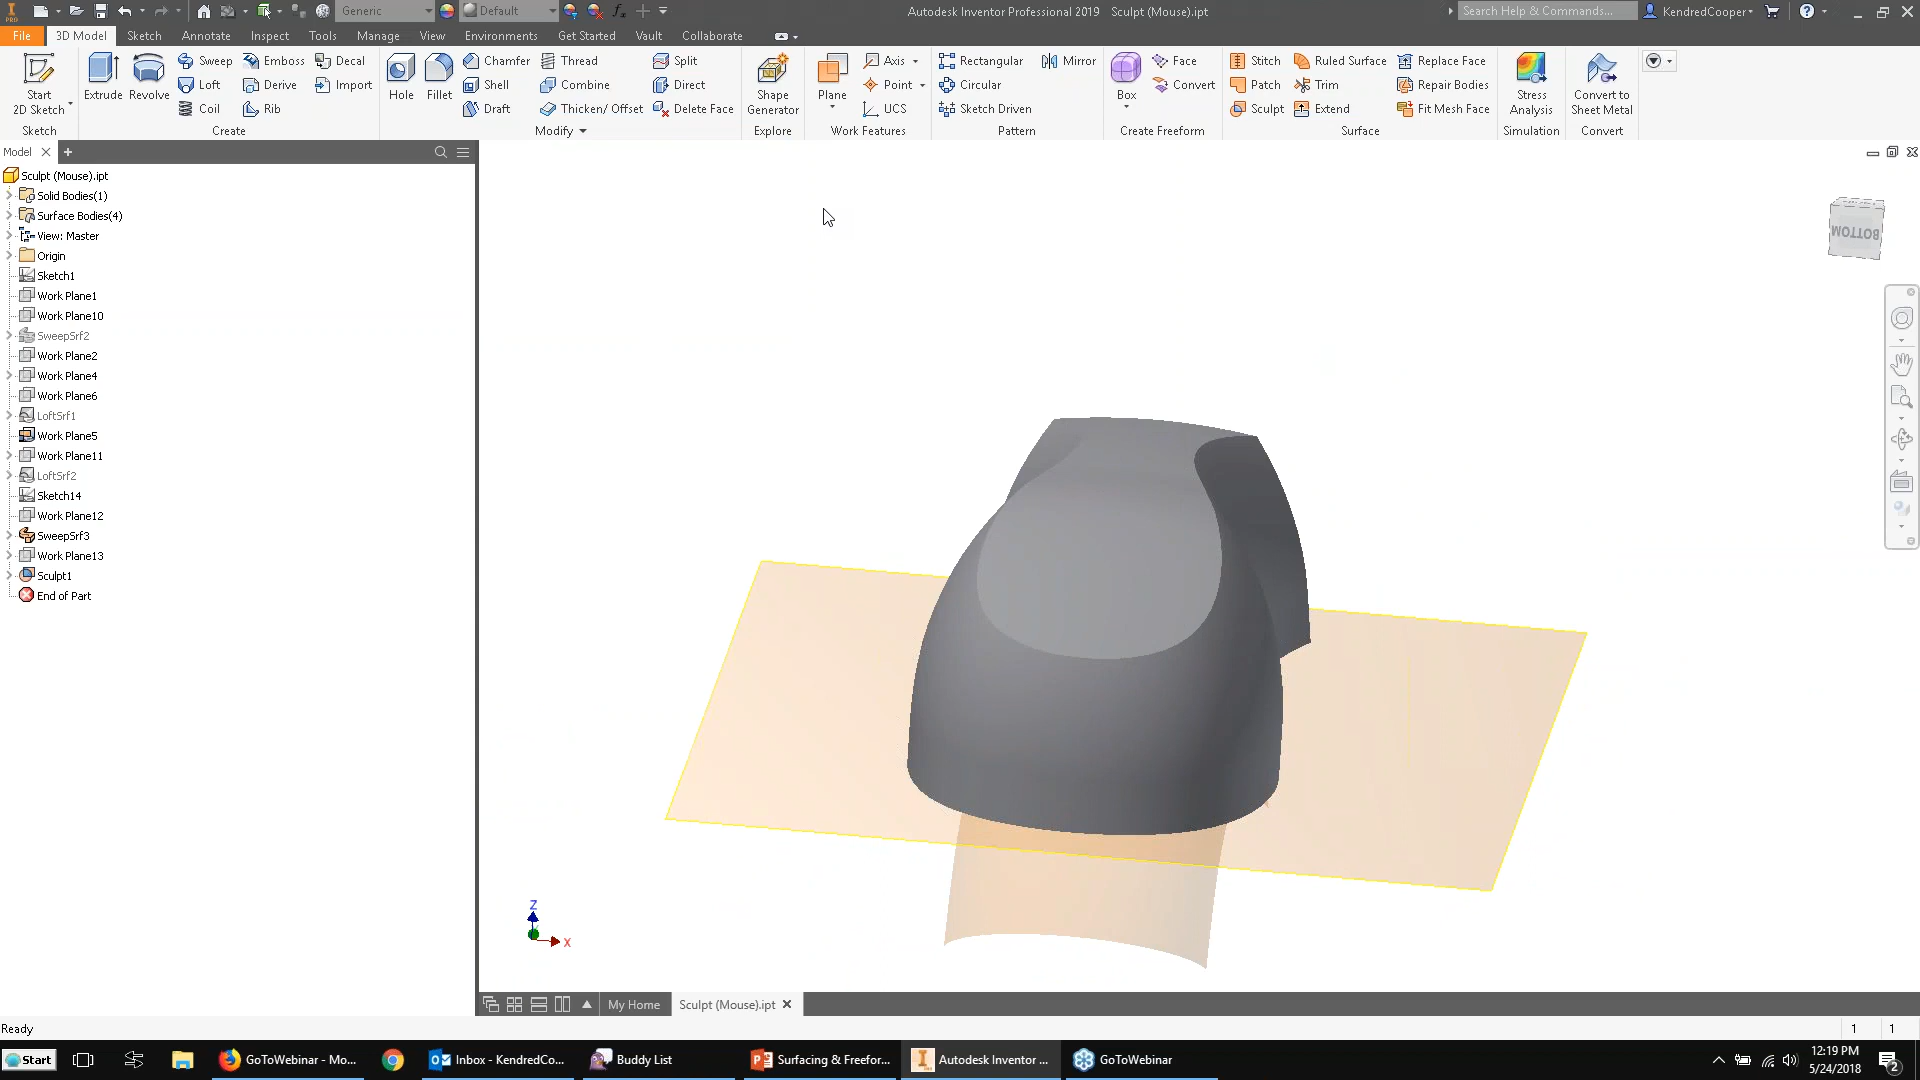 PRO
Generic
Default
fx
Autodesk Inventor Professional 2019 Sculpt (Mouse).ipt
Search Help & Commands...
KendredCooper
File 3D Model Sketch Annotate Inspect Tools Manage View Environments Get Started Vault Collaborate
Start
2D Sketch
Sketch
Extrude
Revolve
Sweep
Loft
Coil
Emboss
Derive
Rib
Decal
Import
Create
Hole
Fillet
Chamfer
Shell
Draft
Thread
Combine
Thicken/ Offset
Split
Direct
Delete Face
Modify
Shape
Generator
Explore
Plane
Axis
Point
UCS
Work Features
Rectangular
Circular
Sketch Driven
Mirror
Pattern
Box
Face
Convert
Create Freeform
Stitch
Patch
Sculpt
Ruled Surface
Trim
Extend
Replace Face
Repair Bodies
Fit Mesh Face
Surface
Stress
Analysis
Simulation
Convert to
Sheet Metal
Convert
Model
Sculpt (Mouse).ipt
Solid Bodies(1)
Surface Bodies(4)
View: Master
Origin
Sketch1
Work Plane1
Work Plane10
SweepSrf2
Work Plane2
Work Plane4
Work Plane6
LoftSrf1
Work Plane5
Work Plane11
LoftSrf2
Sketch14
Work Plane12
SweepSrf3
Work Plane13
Sculpt1
End of Part
BOTTOM
Z
X
My Home
Sculpt (Mouse).ipt
Ready
1 1
Start
GoToWebinar - Mo...
Inbox - KendredCo...
Buddy List
Surfacing & Freefor...
Autodesk Inventor ...
GoToWebinar
12:19 PM
5/24/2018
2